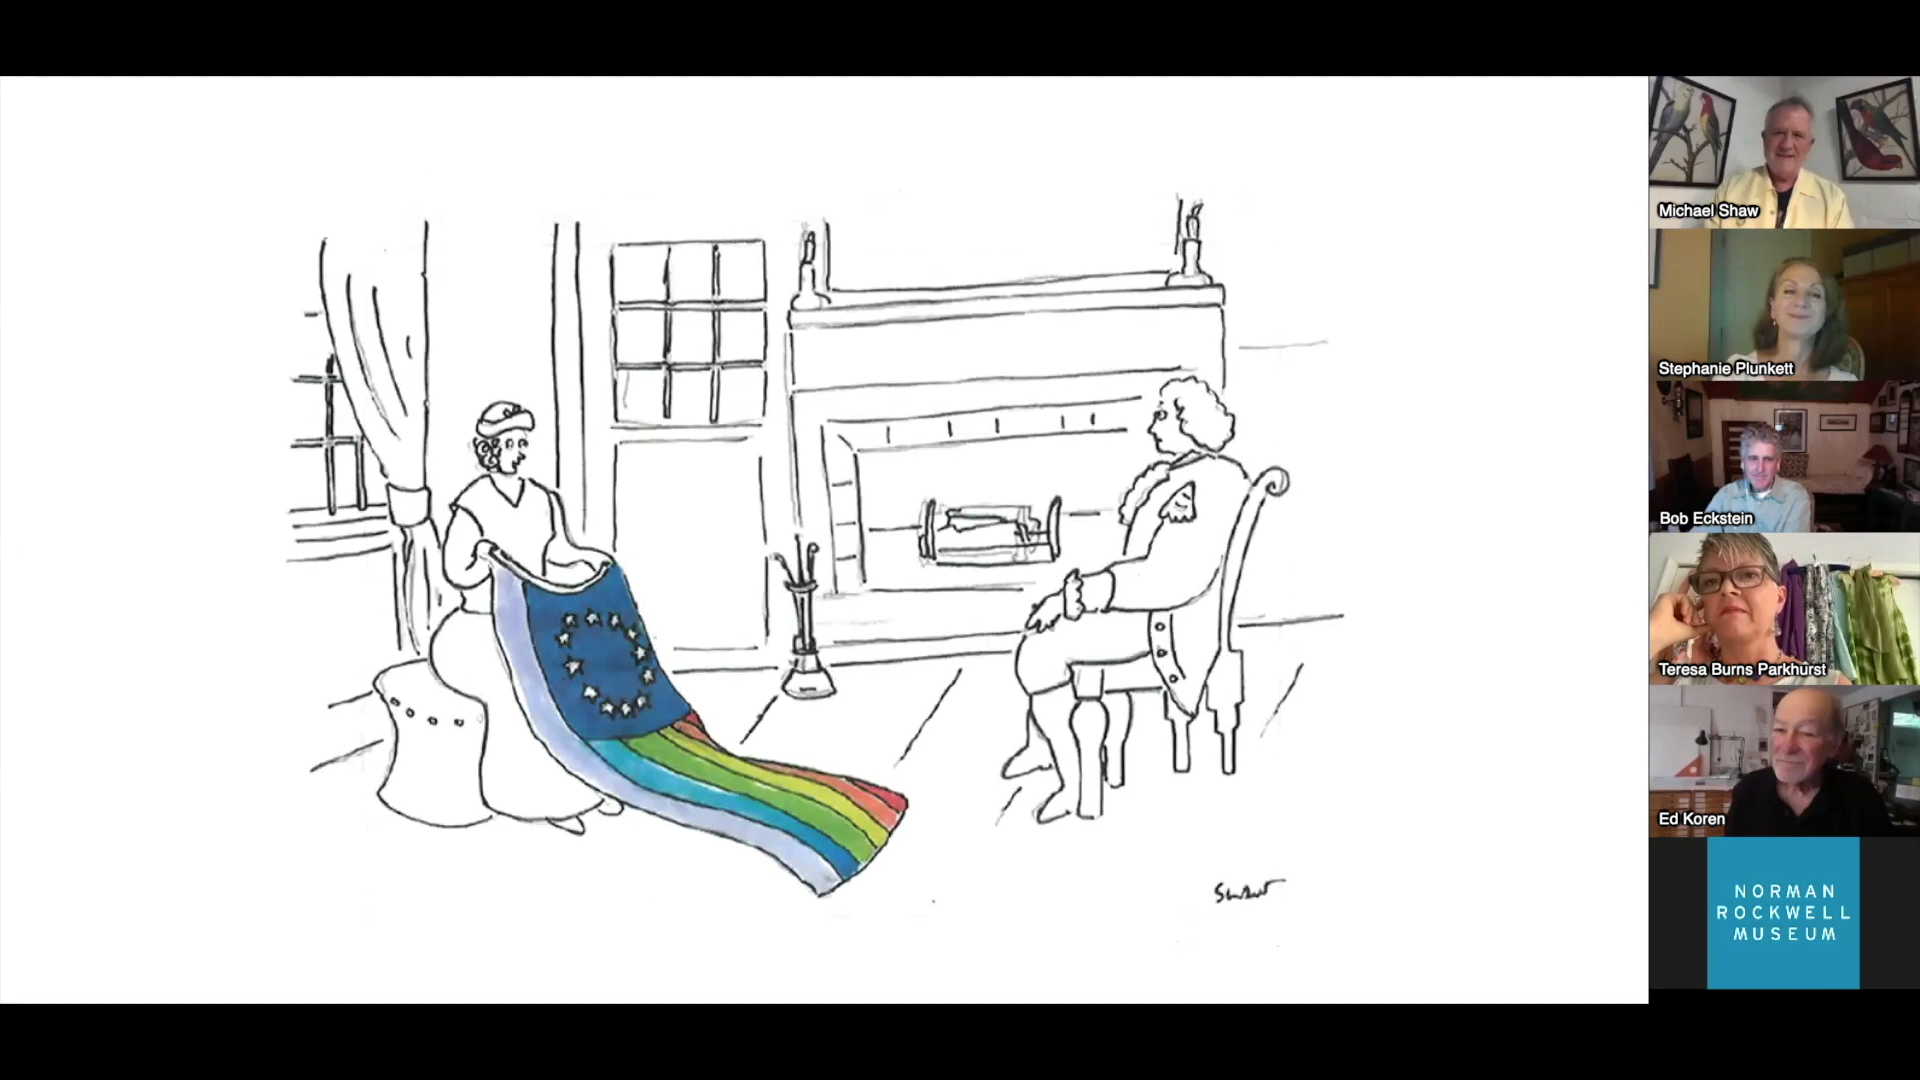 Michael Shaw
Stephanie Plunkett
Bob Eckstein
Teresa Burns Parkhurst
Ed Koren
NORMAN
ROCKWELL
MUSEUM